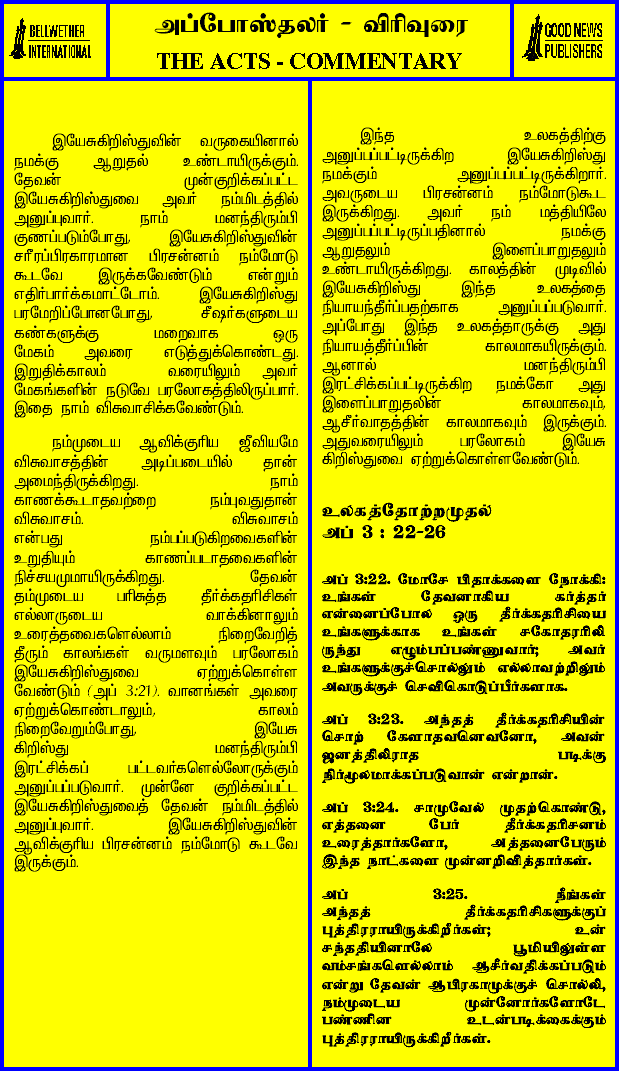 BELLWETHER
INTERNATIONAL
அப்போஸ்தலர் - விரிவுரை
THE ACTS - COMMENTARY
GOOD NEWS
PUBLISHERS
இயேசுகிறிஸ்துவின் வருகையினால்
நமக்கு ஆறுதல் உண்டாயிருக்கும்.
தேவன் முன்குறிக்கப்பட்ட
இயேசுகிறிஸ்துவை அவர் நம்மிடத்தில்
அனுப்புவார். நாம் மனந்திரும்பி
குணப்படும்போது, இயேசுகிறிஸ்துவின்
சரீரப்பிரகாரமான பிரசன்னம் நம்மோடு
கூடவே இருக்கவேண்டும் என்றும்
எதிர்பார்க்கமாட்டோம். இயேசுகிறிஸ்து
பரமேறிப்போனபோது, சீஷர்களுடைய
கண்களுக்கு மறைவாக ஒரு
மேகம் அவரை எடுத்துக்கொண்டது.
இறுதிக்காலம் வரையிலும் அவர்
மேகங்களின் நடுவே பரலோகத்திலிருப்பார்.
இதை நாம் விசுவாசிக்கவேண்டும்.
நம்முடைய ஆவிக்குரிய ஜீவியமே
விசுவாசத்தின் அடிப்படையில் தான்
அமைந்திருக்கிறது. நாம்
காணக்கூடாதவற்றை நம்புவதுதான்
விசுவாசம். விசுவாசம்
என்பது நம்பப்படுகிறவைகளின்
உறுதியும் காணப்படாதவைகளின்
நிச்சயமுமாயிருக்கிறது. தேவன்
தம்முடைய பரிசுத்த தீர்க்கதரிசிகள்
எல்லாருடைய வாக்கினாலும்
உரைத்தவைகளெல்லாம் நிறைவேறித்
தீரும் காலங்கள் வருமளவும் பரலோகம்
இயேசுகிறிஸ்துவை ஏற்றுக்கொள்ள
வேண்டும் (அப் 3:21). வானங்கள் அவரை
ஏற்றுக்கொண்டாலும், காலம்
நிறைவேறும்போது, இயேசு
கிறிஸ்து மனந்திரும்பி
இரட்சிக்கப் பட்டவர்களெல்லோருக்கும்
அனுப்பப்படுவார். முன்னே குறிக்கப்பட்ட
இயேசுகிறிஸ்துவைத் தேவன் நம்மிடத்தில்
அனுப்புவார். இயேசுகிறிஸ்துவின்
ஆவிக்குரிய பிரசன்னம் நம்மோடு கூடவே
இருக்கும்.
இந்த உலகத்திற்கு
அனுப்பப்பட்டிருக்கிற இயேசுகிறிஸ்து
நமக்கும் அனுப்பப்பட்டிருக்கிறார்.
அவருடைய பிரசன்னம் நம்மோடுகூட
இருக்கிறது. அவர் நம் மத்தியிலே
அனுப்பப்பட்டிருப்பதினால் நமக்கு
ஆறுதலும் இளைப்பாறுதலும்
உண்டாயிருக்கிறது. காலத்தின் முடிவில்
இயேசுகிறிஸ்து இந்த உலகத்தை
நியாயந்தீர்ப்பதற்காக அனுப்பப்படுவார்.
அப்போது இந்த உலகத்தாருக்கு அது
நியாயத்தீர்ப்பின் காலமாகயிருக்கும்.
ஆனால் மனந்திரும்பி
இரட்சிக்கப்பட்டிருக்கிற நமக்கோ அது
இளைப்பாறுதலின் காலமாகவும்,
ஆசீர்வாதத்தின் காலமாகவும் இருக்கும்.
அதுவரையிலும் பரலோகம் இயேசு
கிறிஸ்துவை ஏற்றுக்கொள்ளவேண்டும்.
உலகத்தோற்றமுதல்
அப் 3 : 22-26
அப் 3:22. மோசே பிதாக்களை நோக்கி:
உங்கள் தேவனாகிய கர்த்தர்
என்னைப்போல ஒரு தீர்க்கதரிசியை
உங்களுக்காக உங்கள் சகோதரரிலி
ருந்து எழும்பப்பண்ணுவார்; அவர்
உங்களுக்குச்சொல்லும் எல்லாவற்றிலும்
அவருக்குச் செவிகொடுப்பீர்களாக.
அப் 3:23. அந்தத் தீர்க்கதரிசியின்
சொற் கேளாதவனெவனோ, அவன்
ஜனத்திலிராத படிக்கு
நிர்மூலமாக்கப்படுவான் என்றான்.
அப் 3:24. சாமுவேல் முதற்கொண்டு,
எத்தனை பேர் தீர்க்கதரிசனம்
உரைத்தார்களோ, அத்தனைபேரும்
இந்த நாட்களை முன்னறிவித்தார்கள்.
அப் 3:25. நீங்கள்
அந்தத் தீர்க்கதரிசிகளுக்குப்
புத்திரராயிருக்கிறீர்கள்; உன்
சந்ததியினாலே பூமியிலுள்ள
வம்சங்களெல்லாம் ஆசீர்வதிக்கப்படும்
என்று தேவன் ஆபிரகாமுக்குச் சொல்லி,
நம்முடைய முன்னோர்களோடே
பண்ணின உடன்படிக்கைக்கும்
புத்திரராயிருக்கிறீர்கள்.